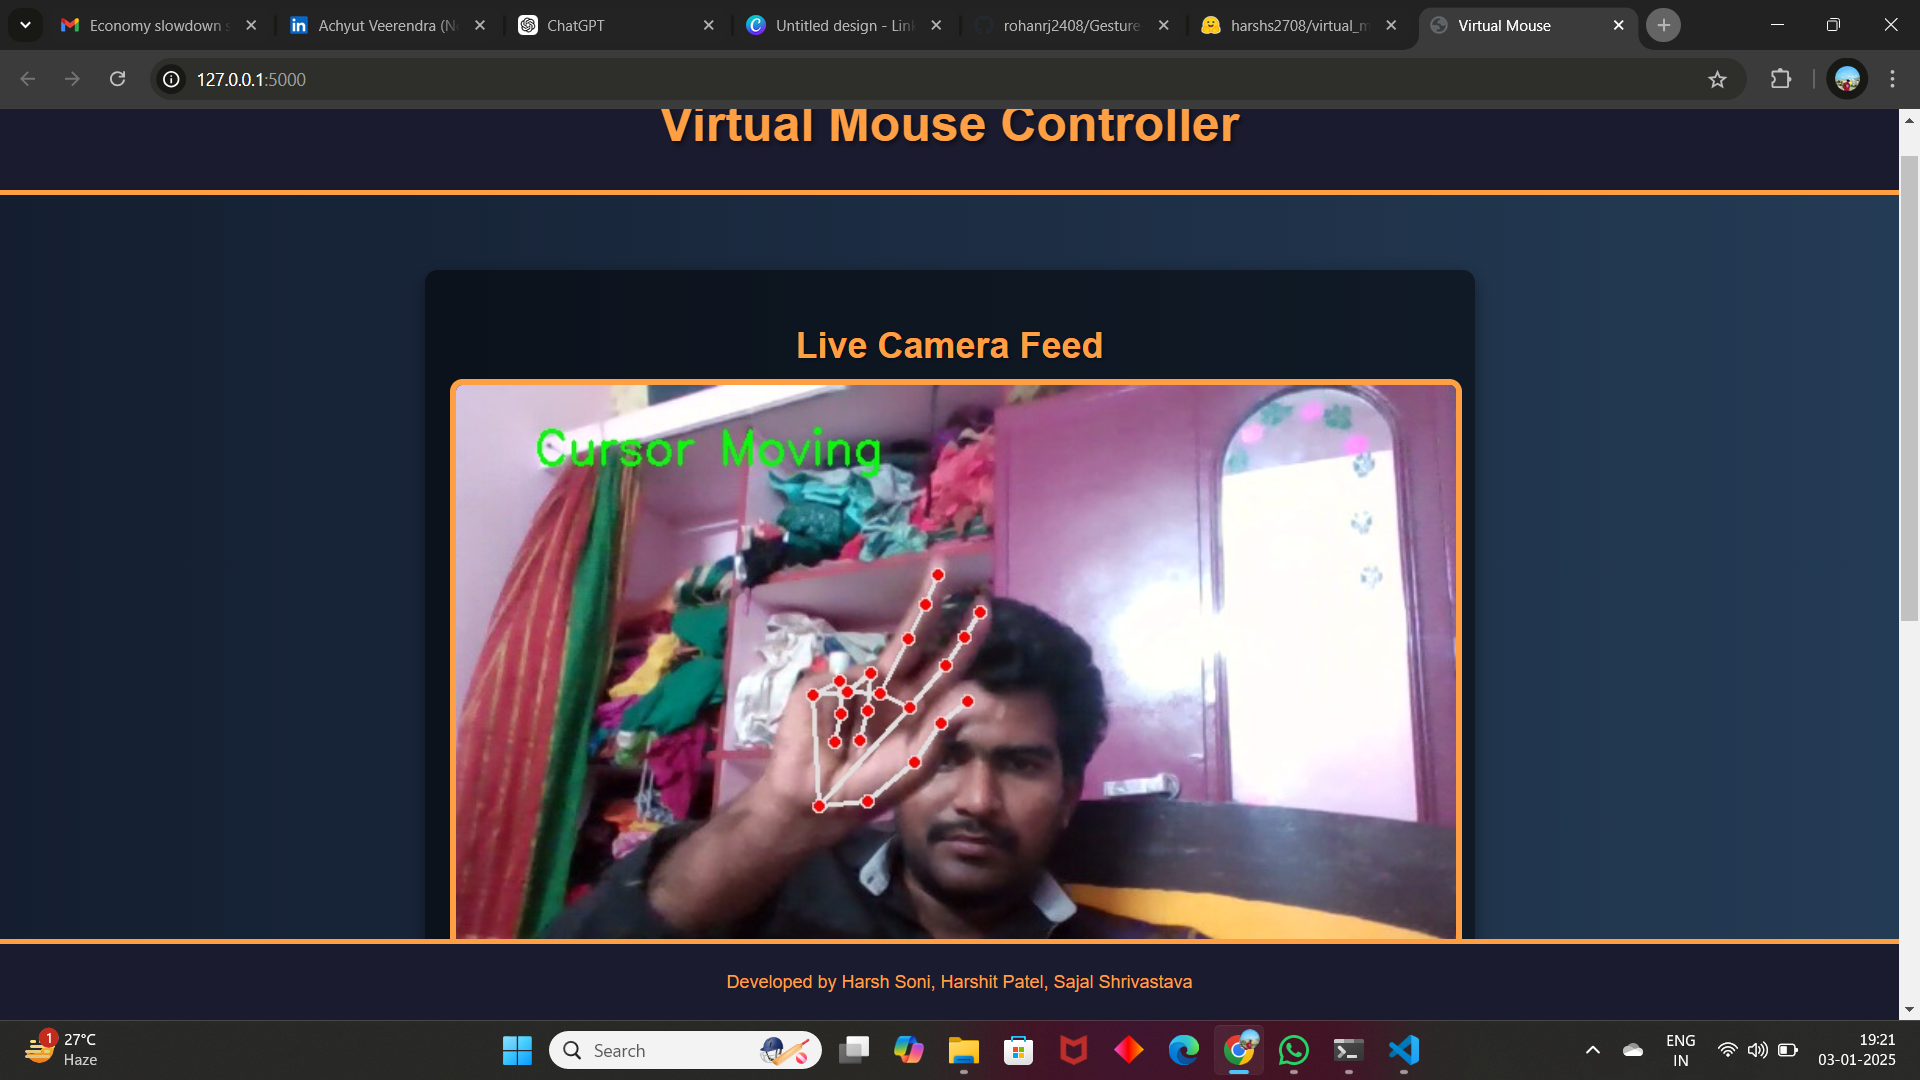 Economy slowdown s
Achyut Veerendra (N
ChatGPT
Untitled design - Lin
rohanrj2408/Gesture
harshs2708/virtual_m
Virtual Mouse
127.0.0.1:5000
Virtual Mouse Controller
Live Camera Feed
Cursor Moving
Developed by Harsh Soni, Harshit Patel, Sajal Shrivastava
1
27°C
Haze
Search
ENG
IN
19:21
03-01-2025